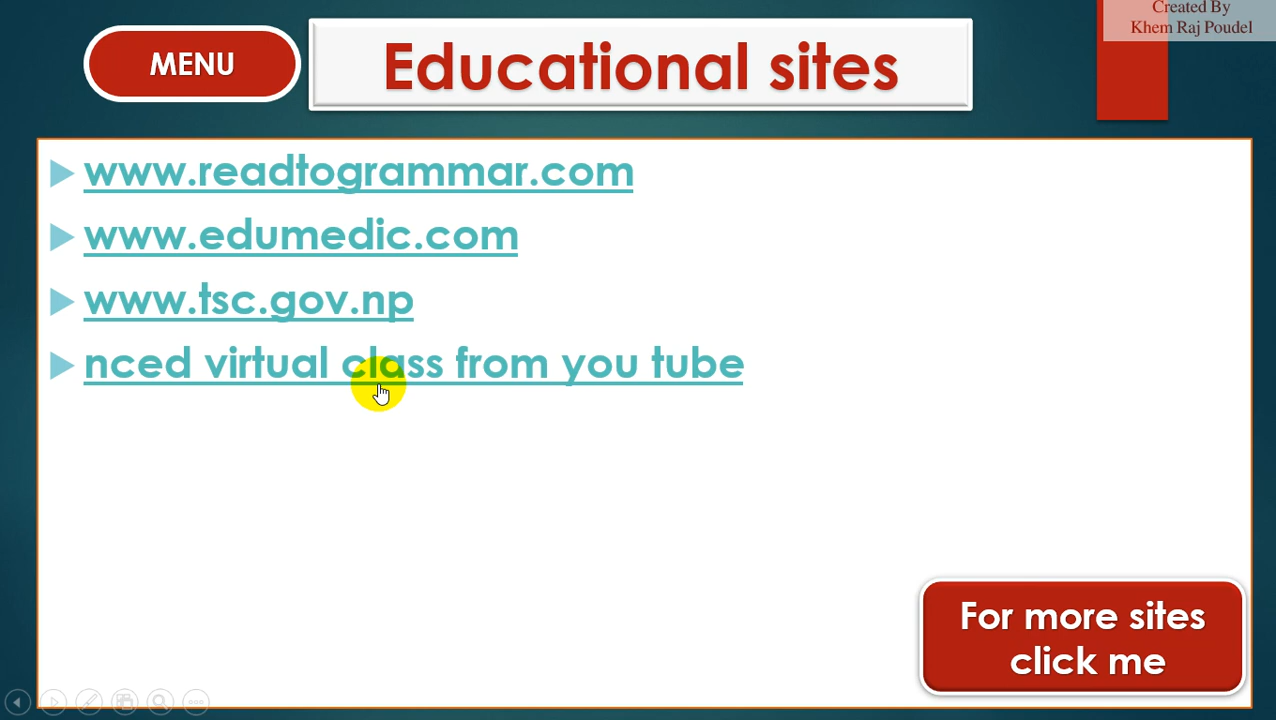 Created By
Khem Raj Poudel
MENU
Educational sites
www.readtogrammar.com
www.edumedic.com
www.tsc.gov.np
nced virtual class from you tube
For more sites
click me